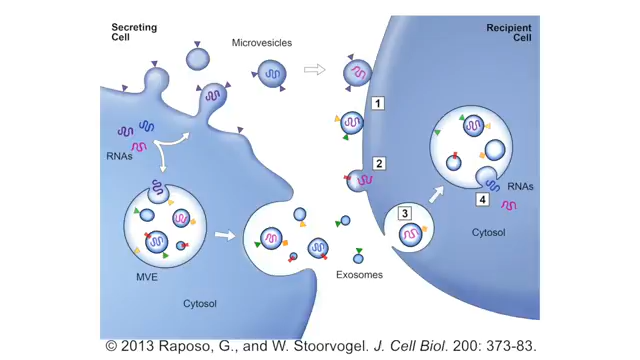 Secreting
Cell
Microvesicles
Recipient
Cell
1
RNAs
2
3
4
RNAs
Cytosol
MVE
Exosomes
Cytosol
© 2013 Raposo, G., and W. Stoorvogel. J. Cell Biol. 200: 373-83.